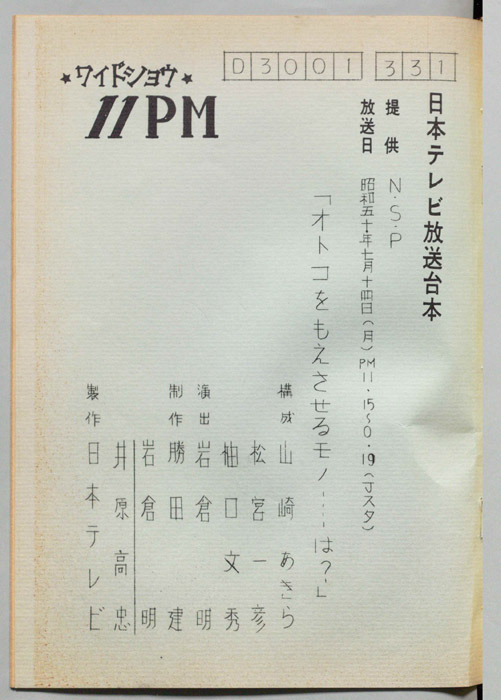 日本テレビ放送台本
D3001 331
★ワイドショウ★
11PM
提供 N.S.P
放送日 昭和五十年七月十四日(月)PM11.15〜0.19(Jスタ)
「オトコをもえさせるモノ……は?」
構成 山崎 あきら
松宮 一彦
柚口 文秀
演出 岩倉 明
制作 勝田 建
岩倉 明
井原高忠
製作 日本テレビ